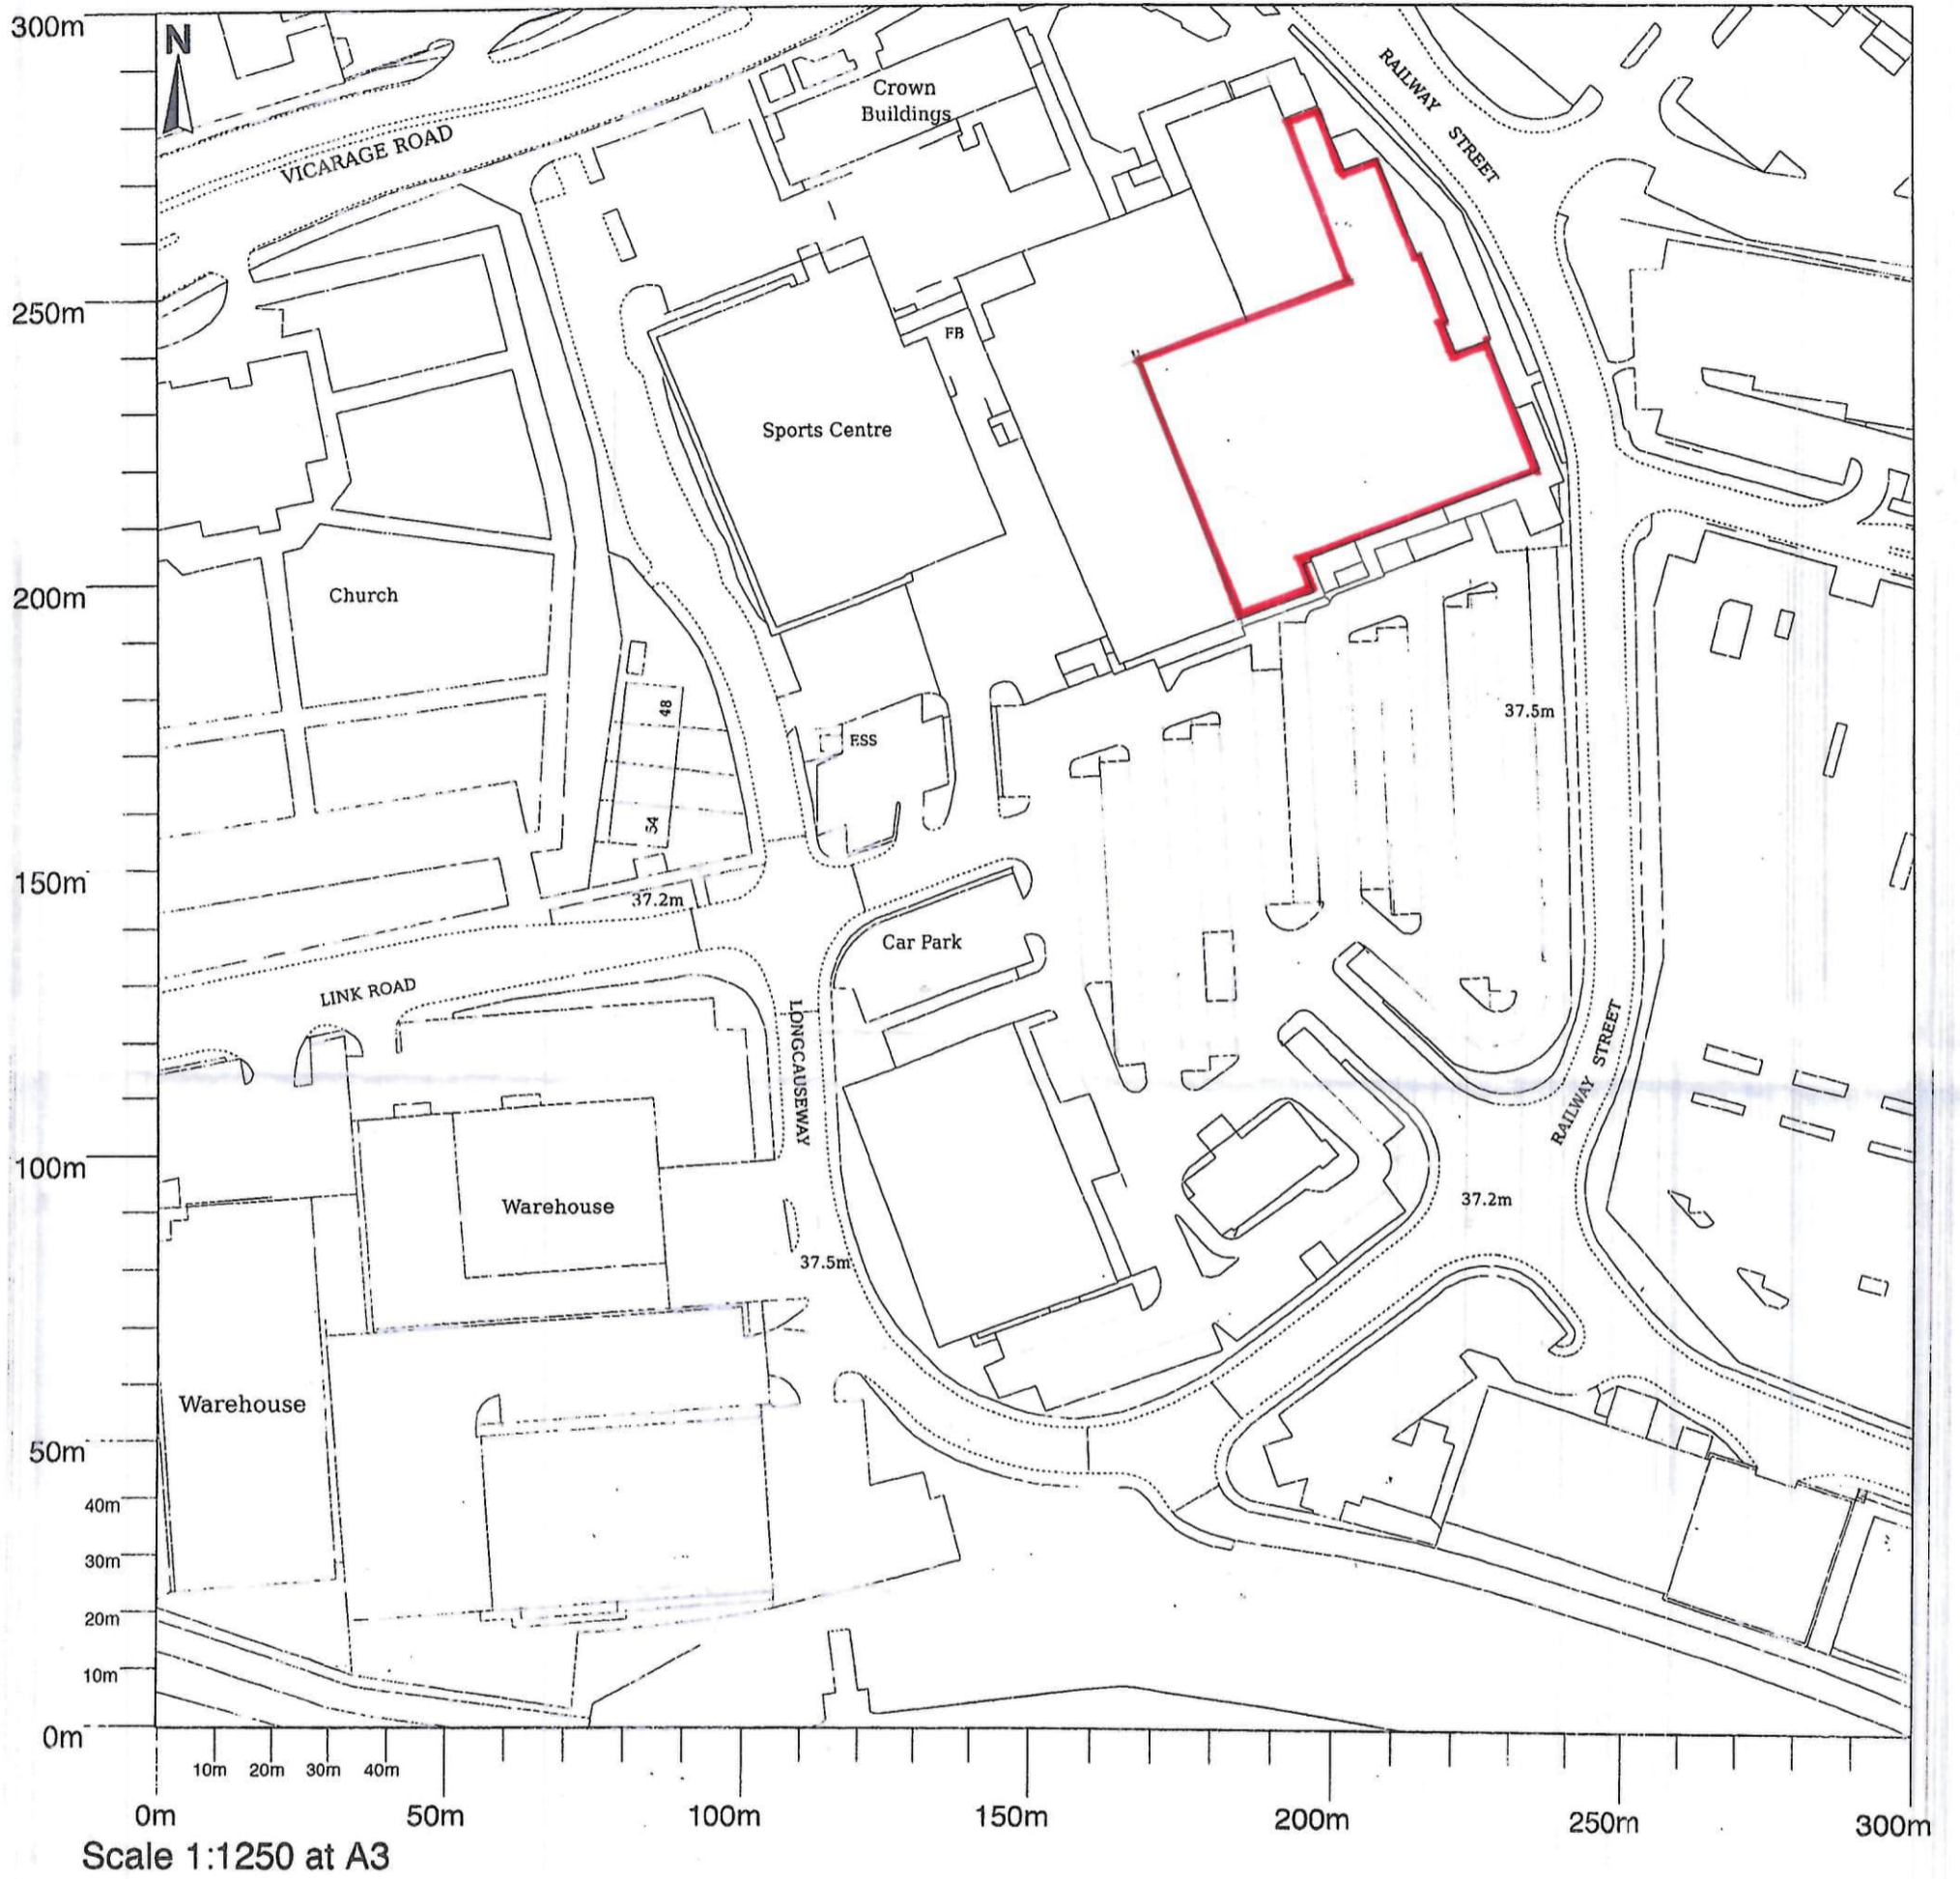 300m
N
Crown
Buildings
RAILWAY STREET
VICARAGE ROAD
250m
FB
Sports Centre
200m
Church
48
37.5m
ESS
54
150m
37.2m
Car Park
LINK ROAD
LONGCAUSEWAY
RAILWAY STREET
100m
Warehouse
37.2m
37.5m
Warehouse
50m
40m
30m
20m
10m
0m
10m 20m 30m 40m
0m 50m 100m 150m 200m 250m 300m
Scale 1:1250 at A3